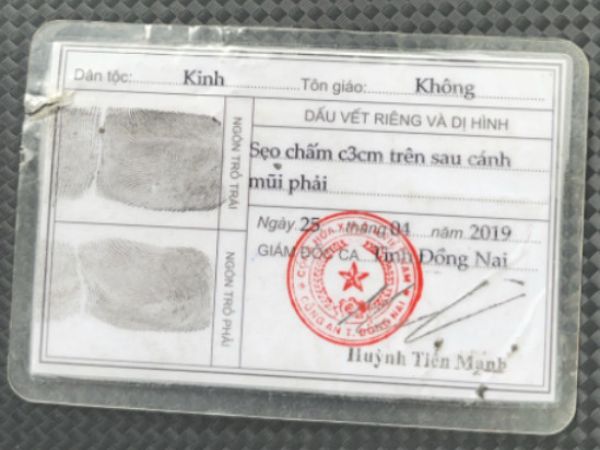 Dân tộc: Kinh Tôn giáo: Không
NGÓN TRỎ TRÁI
DẤU VẾT RIÊNG VÀ DỊ HÌNH
Sẹo chấm c3cm trên sau cánh
mũi phải
Ngày 25 tháng 04 năm 2019
GIÁM ĐỐC CA Tỉnh Đồng Nai
NGÓN TRỎ PHẢI
CÔNG AN T. ĐỒNG NAI
Huỳnh Tiến Mạnh